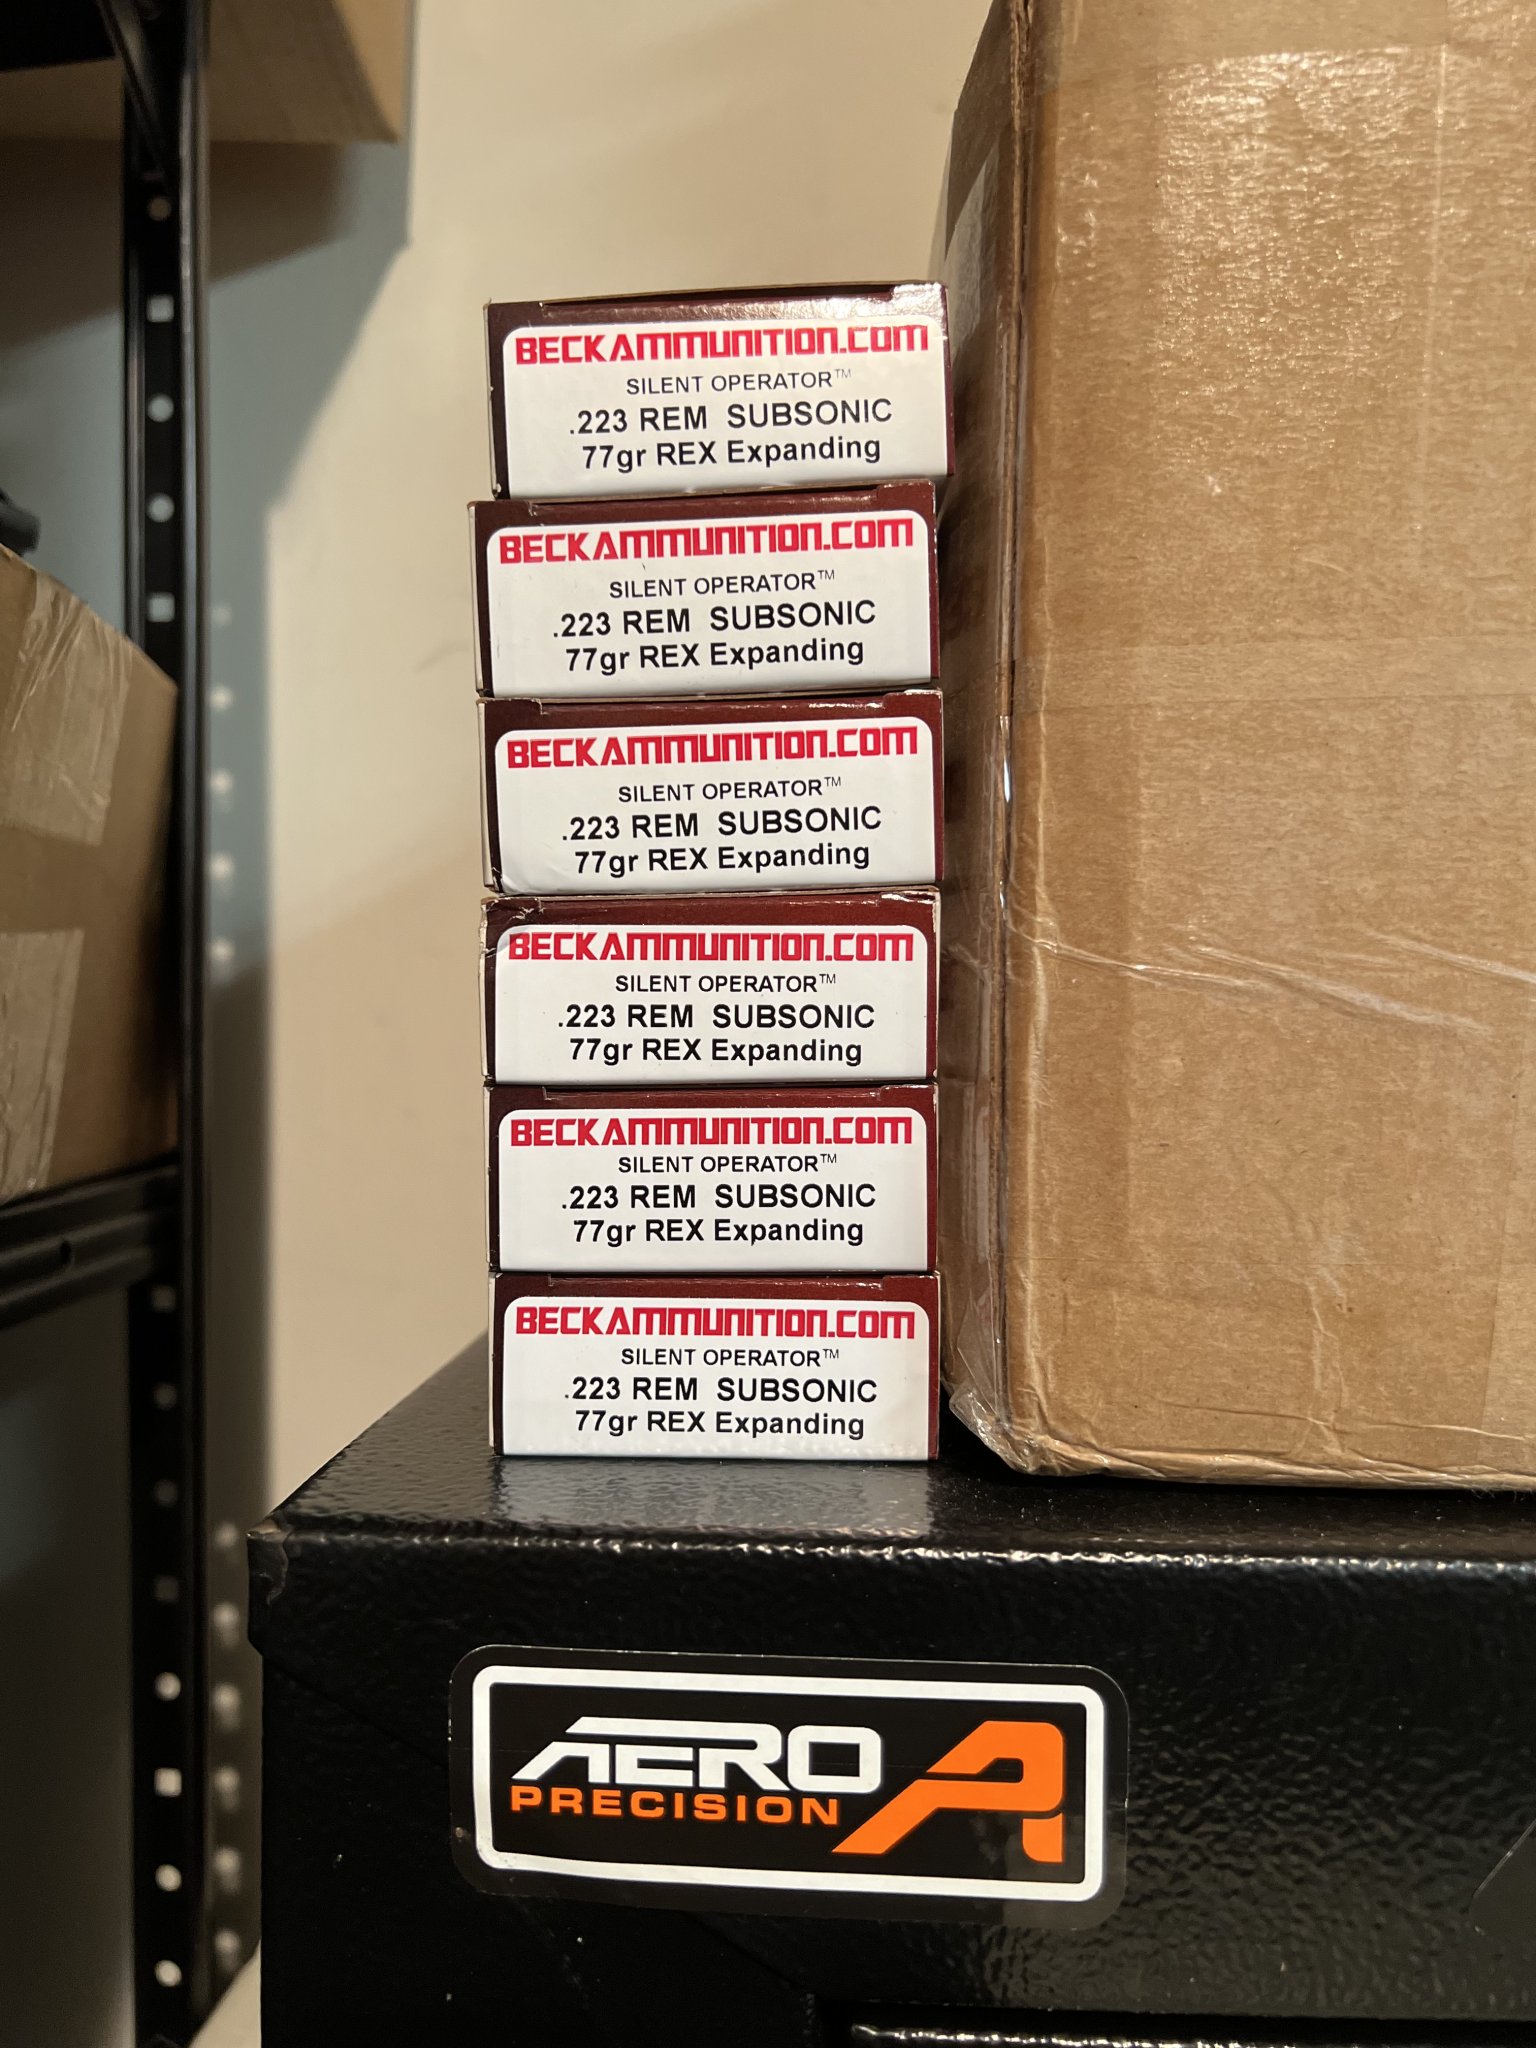 BECKAMMUNITION.COM
SILENT OPERATOR™
.223 REM SUBSONIC
77gr REX Expanding
BECKAMMUNITION.COM
SILENT OPERATOR™
.223 REM SUBSONIC
77gr REX Expanding
BECKAMMUNITION.COM
SILENT OPERATOR™
.223 REM SUBSONIC
77gr REX Expanding
BECKAMMUNITION.COM
SILENT OPERATOR™
.223 REM SUBSONIC
77gr REX Expanding
BECKAMMUNITION.COM
SILENT OPERATOR™
.223 REM SUBSONIC
77gr REX Expanding
BECKAMMUNITION.COM
SILENT OPERATOR™
.223 REM SUBSONIC
77gr REX Expanding
AERO
PRECISION